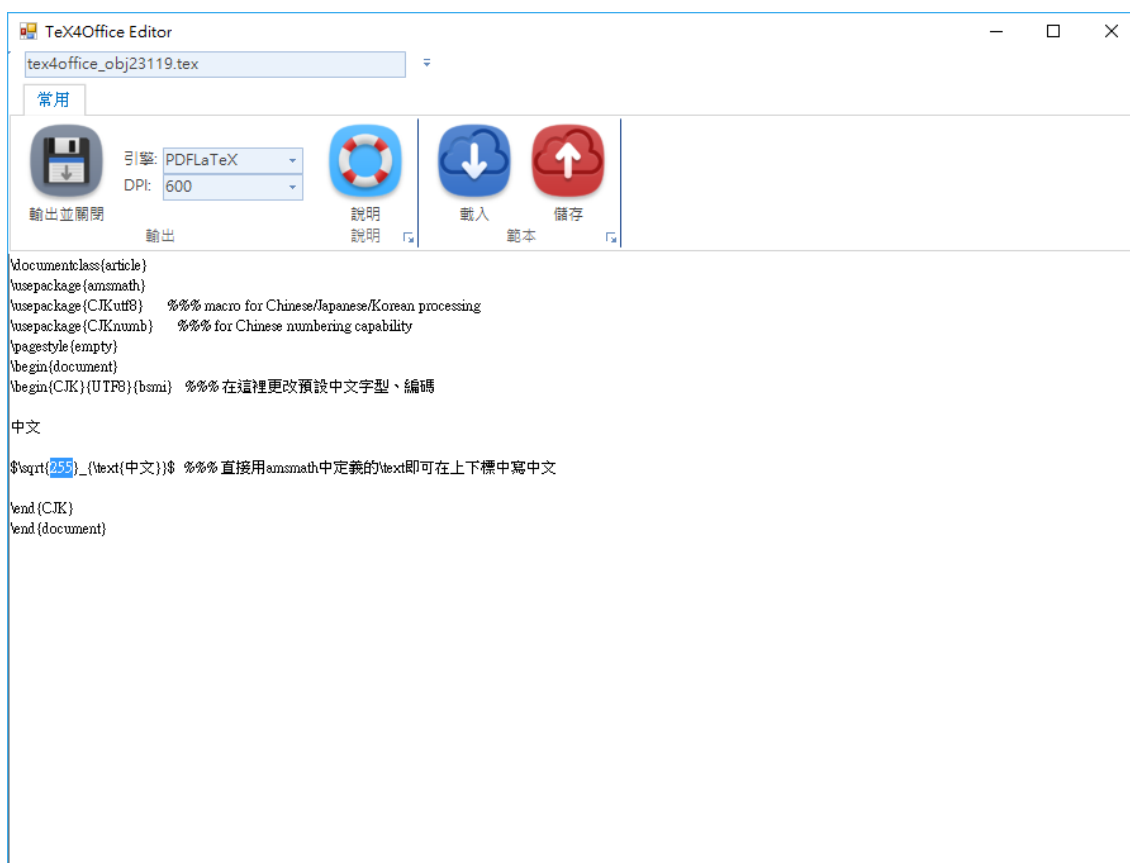 TeX4Office Editor
tex4office_obj23119.tex
常用
引擎: PDFLaTeX
DPI: 600
輸出並關閉
說明
載入
儲存
輸出
說明
範本
\documentclass{article}
\usepackage{amsmath}
\usepackage{CJKutf8} %%% macro for Chinese/Japanese/Korean processing
\usepackage{CJKnumb} %%% for Chinese numbering capability
\pagestyle{empty}
\begin{document}
\begin{CJK}{UTF8}{bsmi} %%% 在這裡更改預設中文字型、編碼
中文
$\sqrt{255}_{\text{中文}}$ %%% 直接用amsmath中定義的\text即可在上下標中寫中文
\end{CJK}
\end{document}